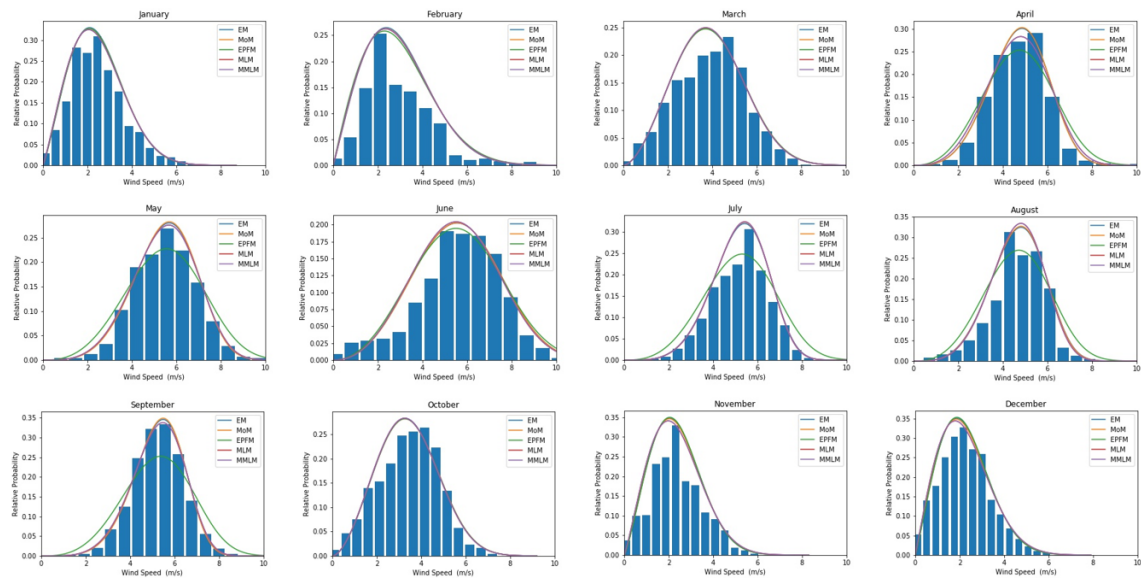 January
Relative Probability
0.30
0.25
0.20
0.15
0.10
0.05
0.00
0 2 4 6 8 10
Wind Speed (m/s)
EM
MoM
EPFM
MLM
MMLM
February
Relative Probability
0.25
0.20
0.15
0.10
0.05
0.00
0 2 4 6 8 10
Wind Speed (m/s)
EM
MoM
EPFM
MLM
MMLM
March
Relative Probability
0.25
0.20
0.15
0.10
0.05
0.00
0 2 4 6 8 10
Wind Speed (m/s)
EM
MoM
EPFM
MLM
MMLM
April
Relative Probability
0.30
0.25
0.20
0.15
0.10
0.05
0.00
0 2 4 6 8 10
Wind Speed (m/s)
EM
MoM
EPFM
MLM
MMLM
May
Relative Probability
0.25
0.20
0.15
0.10
0.05
0.00
0 2 4 6 8 10
Wind Speed (m/s)
EM
MoM
EPFM
MLM
MMLM
June
Relative Probability
0.200
0.175
0.150
0.125
0.100
0.075
0.050
0.025
0.000
0 2 4 6 8 10
Wind Speed (m/s)
EM
MoM
EPFM
MLM
MMLM
July
Relative Probability
0.30
0.25
0.20
0.15
0.10
0.05
0.00
0 2 4 6 8 10
Wind Speed (m/s)
EM
MoM
EPFM
MLM
MMLM
August
Relative Probability
0.35
0.30
0.25
0.20
0.15
0.10
0.05
0.00
0 2 4 6 8 10
Wind Speed (m/s)
EM
MoM
EPFM
MLM
MMLM
September
Relative Probability
0.35
0.30
0.25
0.20
0.15
0.10
0.05
0.00
0 2 4 6 8 10
Wind Speed (m/s)
EM
MoM
EPFM
MLM
MMLM
October
Relative Probability
0.25
0.20
0.15
0.10
0.05
0.00
0 2 4 6 8 10
Wind Speed (m/s)
EM
MoM
EPFM
MLM
MMLM
November
Relative Probability
0.35
0.30
0.25
0.20
0.15
0.10
0.05
0.00
0 2 4 6 8 10
Wind Speed (m/s)
EM
MoM
EPFM
MLM
MMLM
December
Relative Probability
0.35
0.30
0.25
0.20
0.15
0.10
0.05
0.00
0 2 4 6 8 10
Wind Speed (m/s)
EM
MoM
EPFM
MLM
MMLM